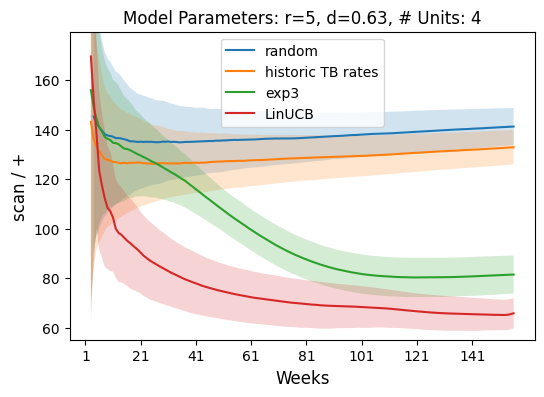 Model Parameters: r=5, d=0.63, # Units: 4
random
historic TB rates
exp3
LinUCB
scan / +
160
140
120
100
80
60
1 21 41 61 81 101 121 141
Weeks